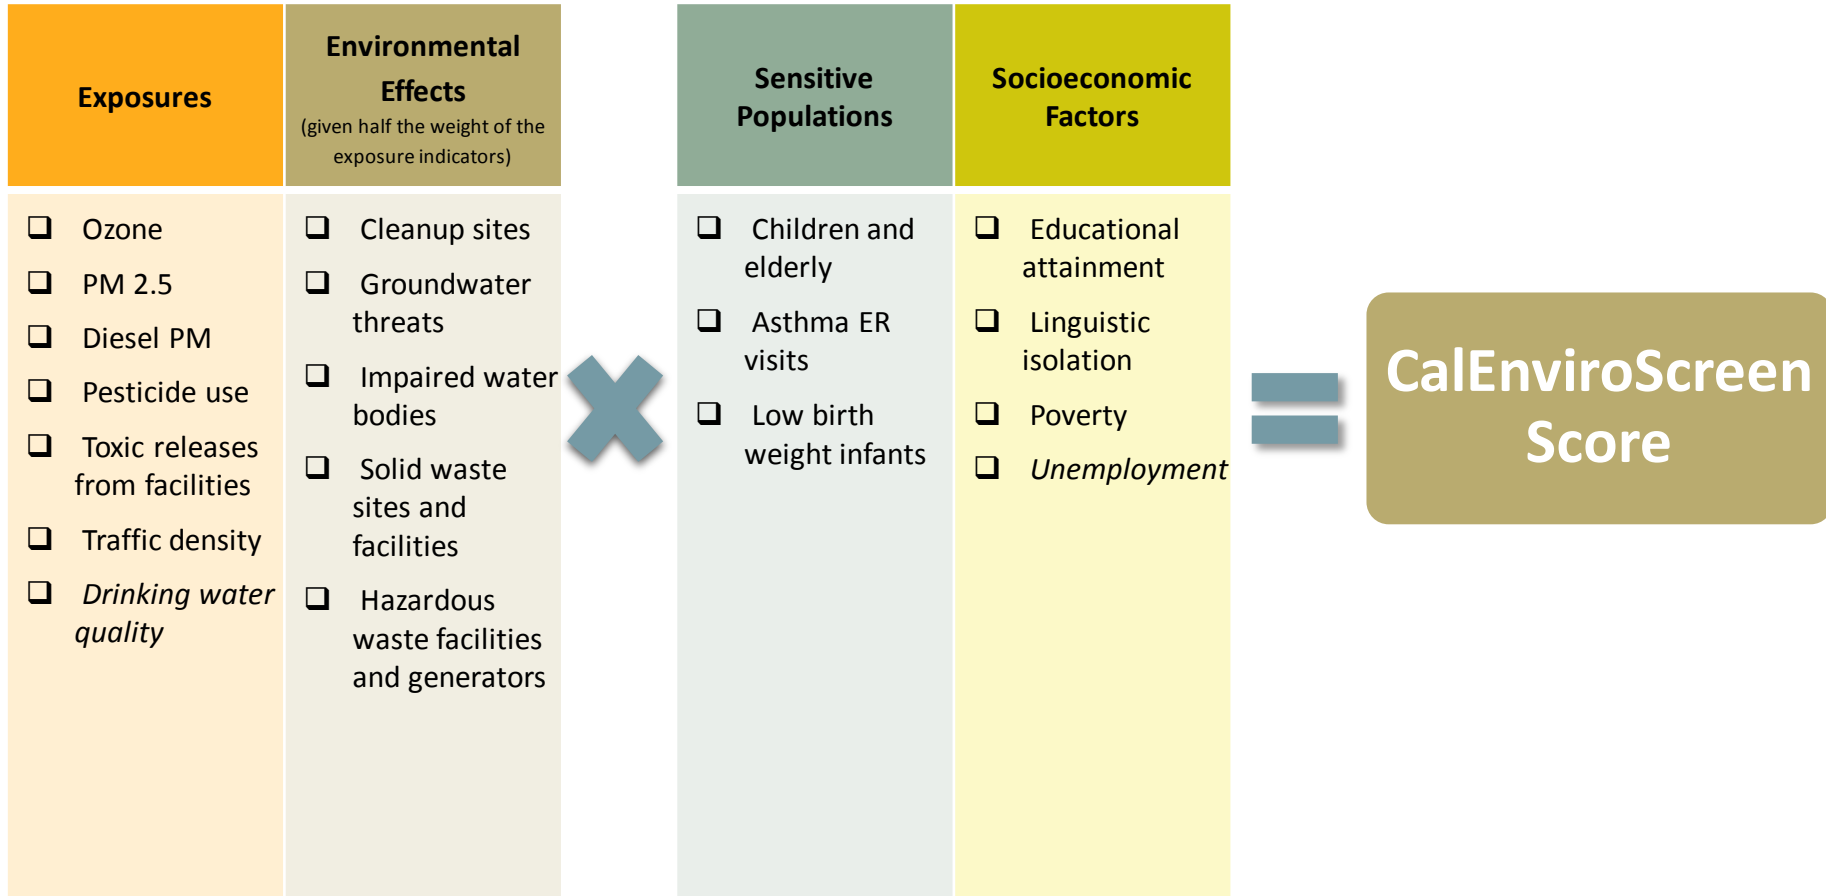 Exposures
Environmental
Effects
(given half the weight of the
exposure indicators)
Sensitive
Populations
Socioeconomic
Factors
❑ Ozone
❑ PM 2.5
❑ Diesel PM
❑ Pesticide use
❑ Toxic releases
from facilities
❑ Traffic density
❑ Drinking water
quality
❑ Cleanup sites
❑ Groundwater
threats
❑ Impaired water
bodies
❑ Solid waste
sites and
facilities
❑ Hazardous
waste facilities
and generators
❑ Children and
elderly
❑ Asthma ER
visits
❑ Low birth
weight infants
❑ Educational
attainment
❑ Linguistic
isolation
❑ Poverty
❑ Unemployment
CalEnviroScreen
Score